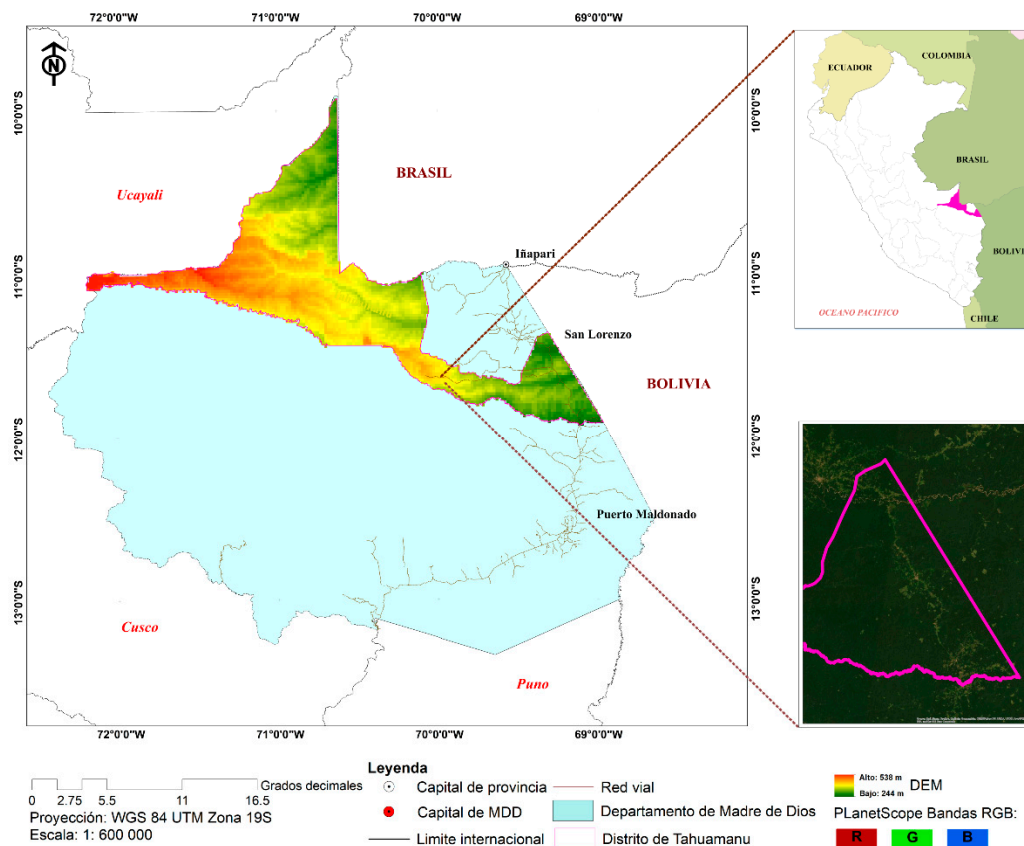 72°0'0"W 71°0'0"W 70°0'0"W 69°0'0"W
10°0'0"S
11°0'0"S
12°0'0"S
13°0'0"S
10°0'0"S
11°0'0"S
12°0'0"S
13°0'0"S
N
Ucayali
BRASIL
Iñapari
San Lorenzo
BOLIVIA
Puerto Maldonado
Cusco
Puno
72°0'0"W 71°0'0"W 70°0'0"W 69°0'0"W
COLOMBIA
ECUADOR
BRASIL
BOLIVI
OCEANO PACIFICO
CHILE
0 2.75 5.5 11 16.5
Grados decimales
Proyección: WGS 84 UTM Zona 19S
Escala: 1: 600 000
Leyenda
Capital de provincia
Capital de MDD
Limite internacional
Red vial
Departamento de Madre de Dios
Distrito de Tahuamanu
Alto: 538 m
Bajo: 244 m
DEM
PLanetScope Bandas RGB:
R G B